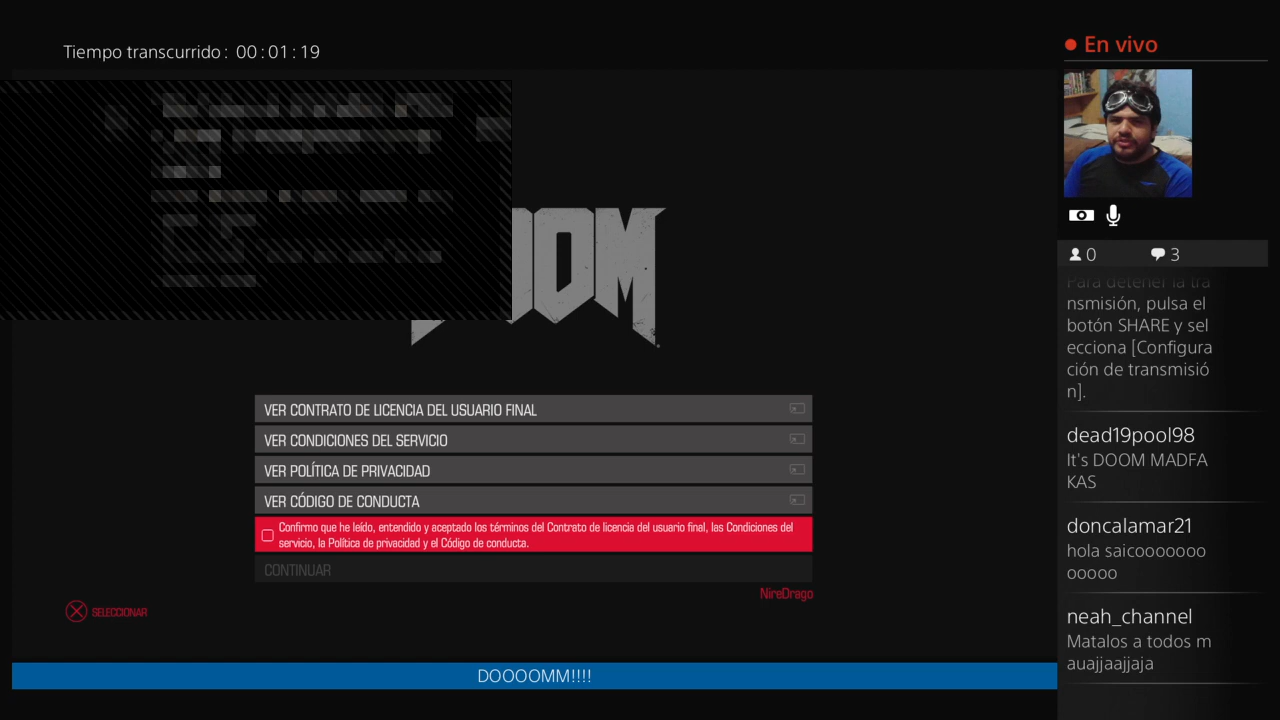 Tiempo transcurrido: 00:01:19
En vivo
0 3
Para detener la tra
nsmisión, pulsa el
botón SHARE y sel
ecciona [Configura
ción de transmisió
n].
dead19pool98
It's DOOM MADFA
KAS
doncalamar21
hola saicooooooo
ooooo
neah_channel
Matalos a todos m
auajjaajjaja
VER CONTRATO DE LICENCIA DEL USUARIO FINAL
VER CONDICIONES DEL SERVICIO
VER POLÍTICA DE PRIVACIDAD
VER CÓDIGO DE CONDUCTA
Confirmo que he leído, entendido y aceptado los términos del Contrato de licencia del usuario final, las Condiciones del
servicio, la Política de privacidad y el Código de conducta.
CONTINUAR
NireDrago
SELECCIONAR
DOOOOMM!!!!